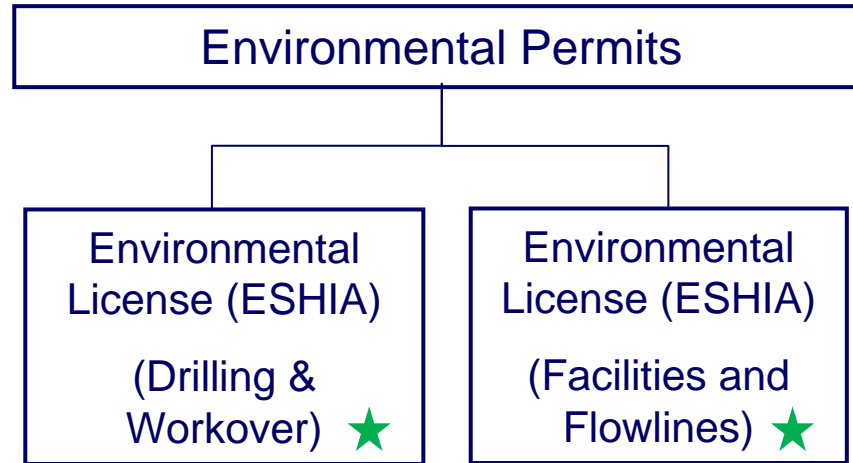 Environmental Permits
Environmental
License (ESHIA)
(Drilling &
Workover)
Environmental
License (ESHIA)
(Facilities and
Flowlines)